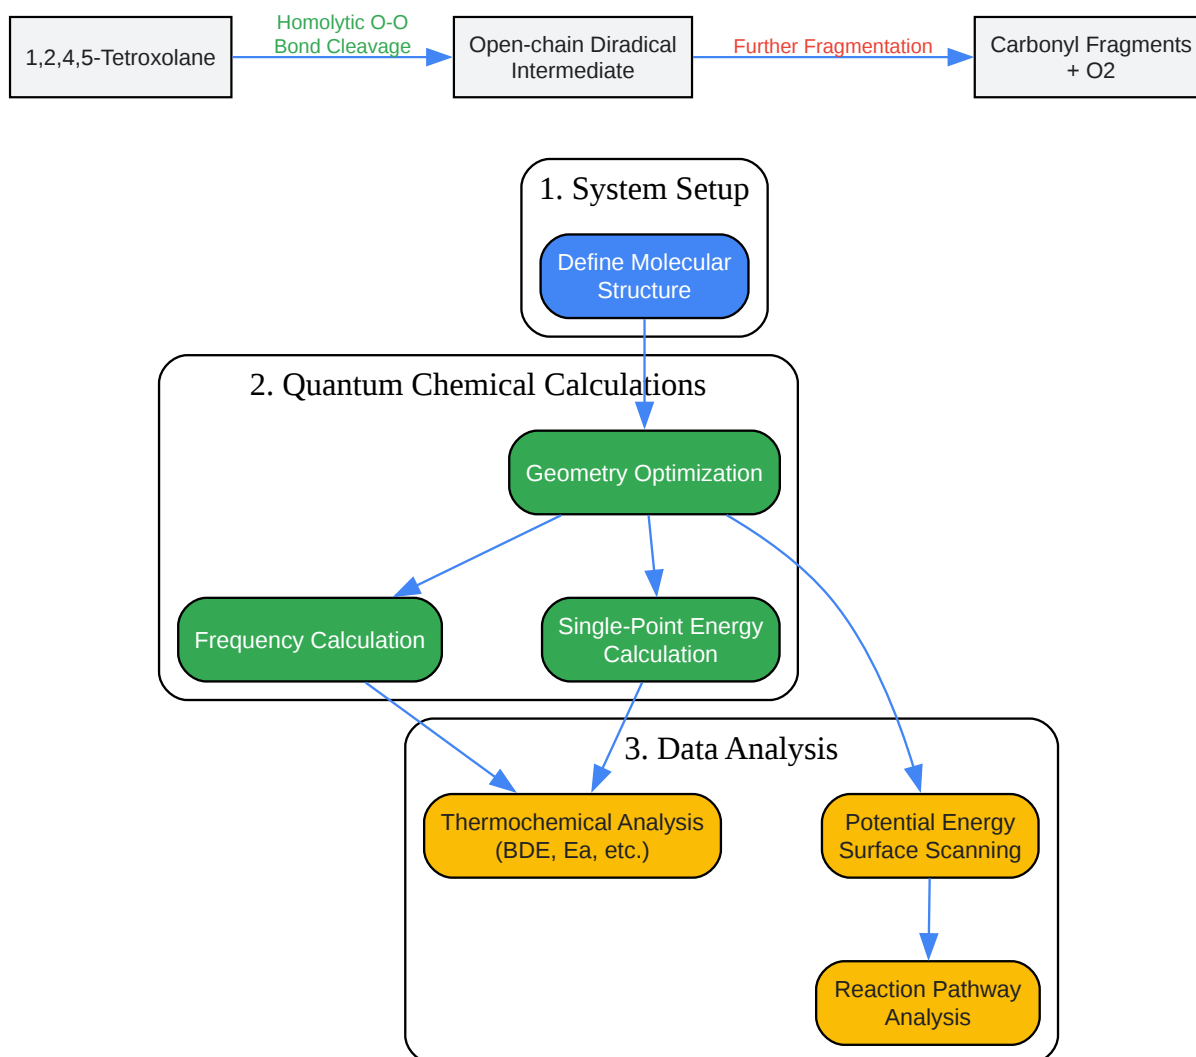 1,2,4,5-Tetroxolane
Homolytic O-O
Bond Cleavage
Open-chain Diradical
Intermediate
Further Fragmentation
Carbonyl Fragments
+ O2
1. System Setup
Define Molecular
Structure
2. Quantum Chemical Calculations
Geometry Optimization
Frequency Calculation
Single-Point Energy
Calculation
3. Data Analysis
Thermochemical Analysis
(BDE, Ea, etc.)
Potential Energy
Surface Scanning
Reaction Pathway
Analysis